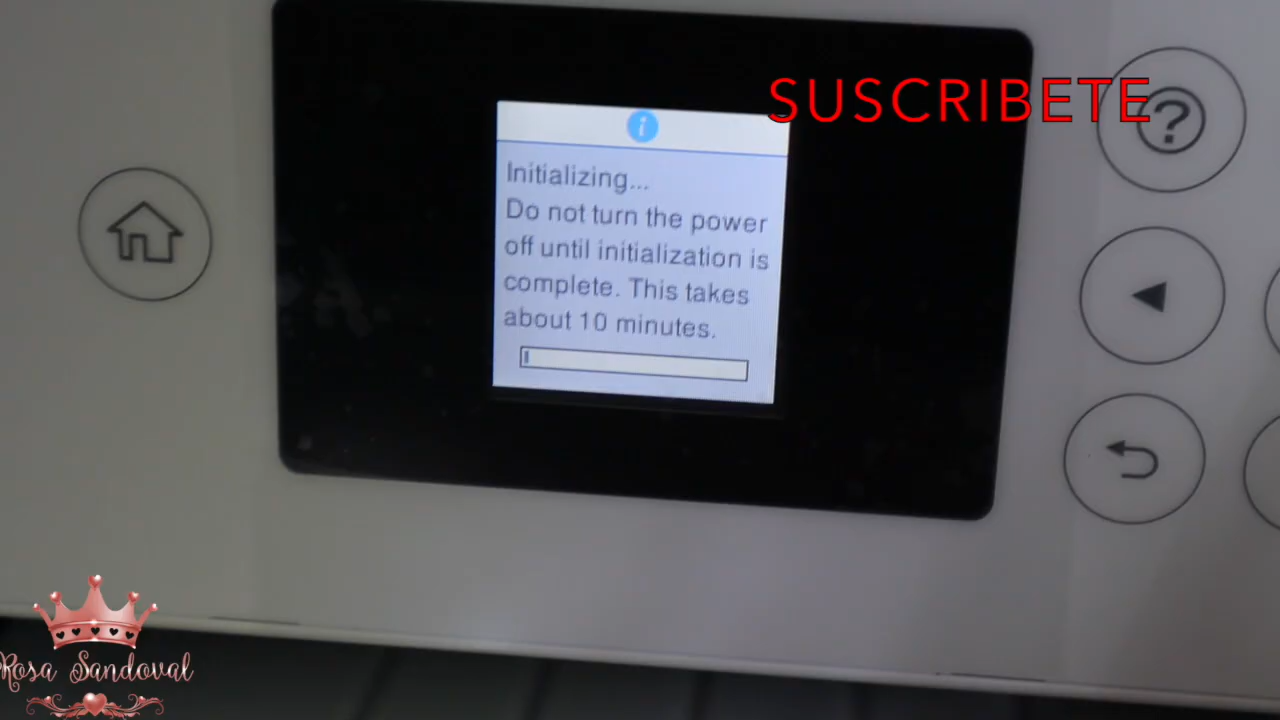 SUSCRIBETE
i
?
Initializing...
Do not turn the power
off until initialization is
complete. This takes
about 10 minutes.
Rosa Sandoval